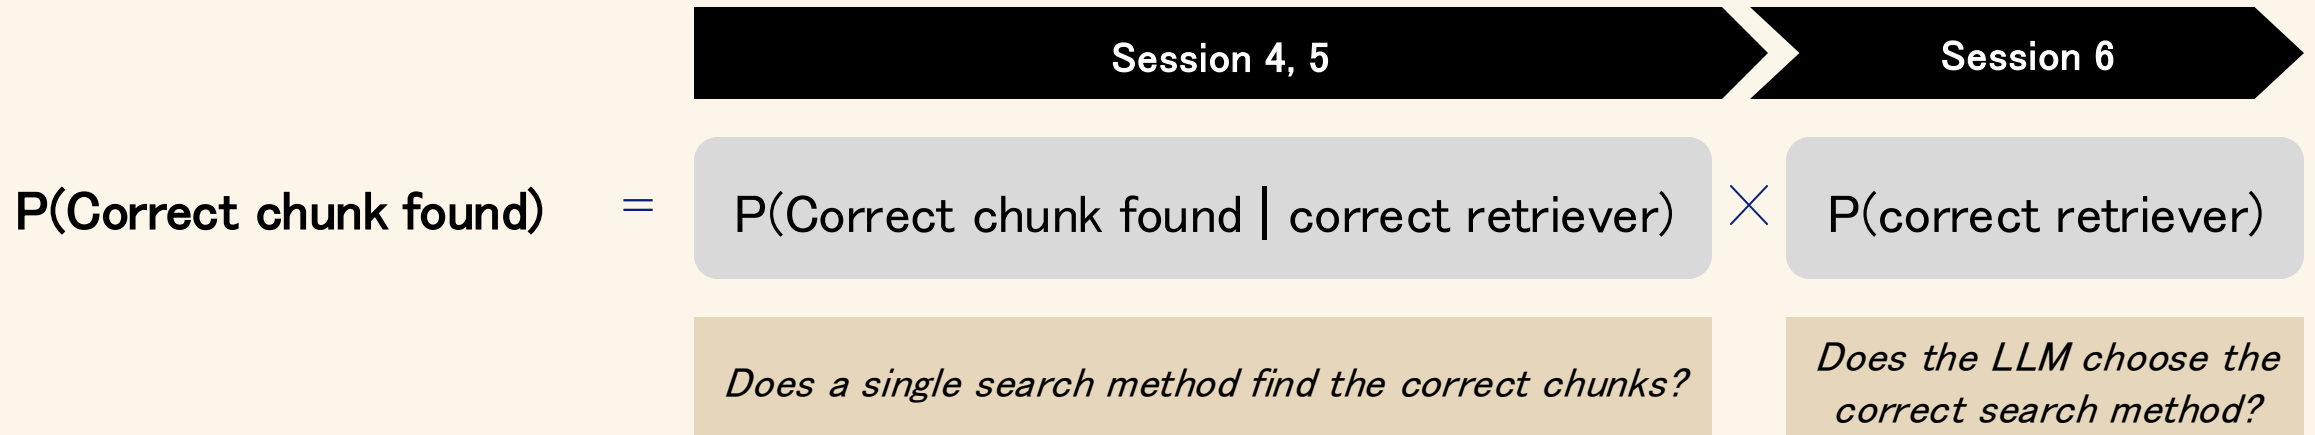 Session 4, 5
Session 6
P(Correct chunk found) = P(Correct chunk found | correct retriever) × P(correct retriever)
Does a single search method find the correct chunks?
Does the LLM choose the
correct search method?